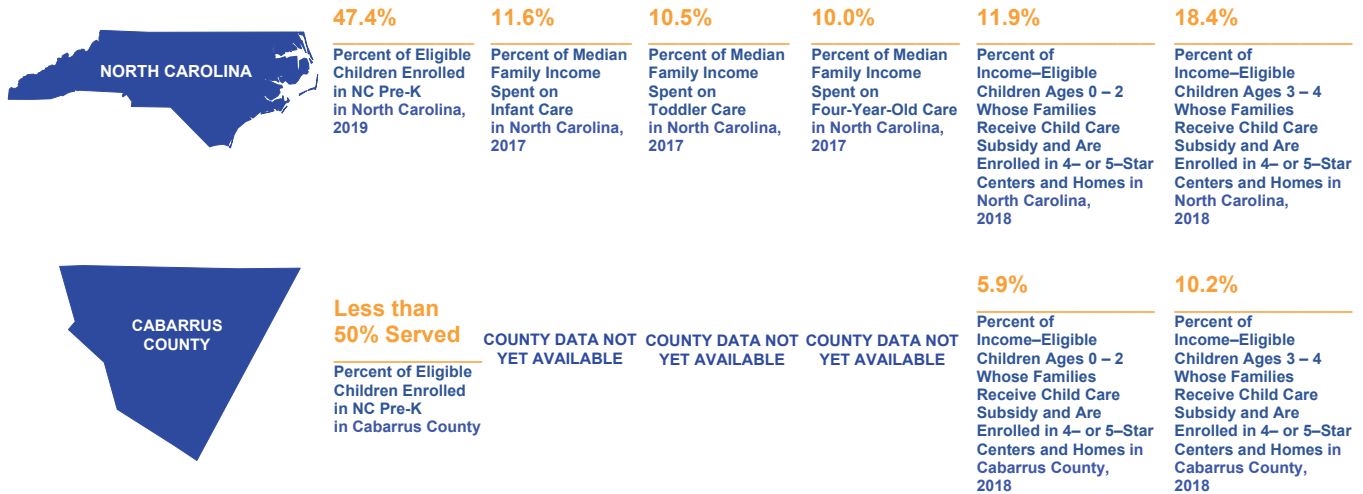 NORTH CAROLINA
47.4%
Percent of Eligible
Children Enrolled
in NC Pre-K
in North Carolina,
2019
11.6%
Percent of Median
Family Income
Spent on
Infant Care
in North Carolina,
2017
10.5%
Percent of Median
Family Income
Spent on
Toddler Care
in North Carolina,
2017
10.0%
Percent of Median
Family Income
Spent on
Four-Year-Old Care
in North Carolina,
2017
11.9%
Percent of
Income–Eligible
Children Ages 0 – 2
Whose Families
Receive Child Care
Subsidy and Are
Enrolled in 4– or 5–Star
Centers and Homes in
North Carolina,
2018
18.4%
Percent of
Income–Eligible
Children Ages 3 – 4
Whose Families
Receive Child Care
Subsidy and Are
Enrolled in 4– or 5–Star
Centers and Homes in
North Carolina,
2018
CABARRUS
COUNTY
Less than
50% Served
Percent of Eligible
Children Enrolled
in NC Pre-K
in Cabarrus County
COUNTY DATA NOT
YET AVAILABLE
COUNTY DATA NOT
YET AVAILABLE
COUNTY DATA NOT
YET AVAILABLE
5.9%
Percent of
Income–Eligible
Children Ages 0 – 2
Whose Families
Receive Child Care
Subsidy and Are
Enrolled in 4– or 5–Star
Centers and Homes in
Cabarrus County,
2018
10.2%
Percent of
Income–Eligible
Children Ages 3 – 4
Whose Families
Receive Child Care
Subsidy and Are
Enrolled in 4– or 5–Star
Centers and Homes in
Cabarrus County,
2018